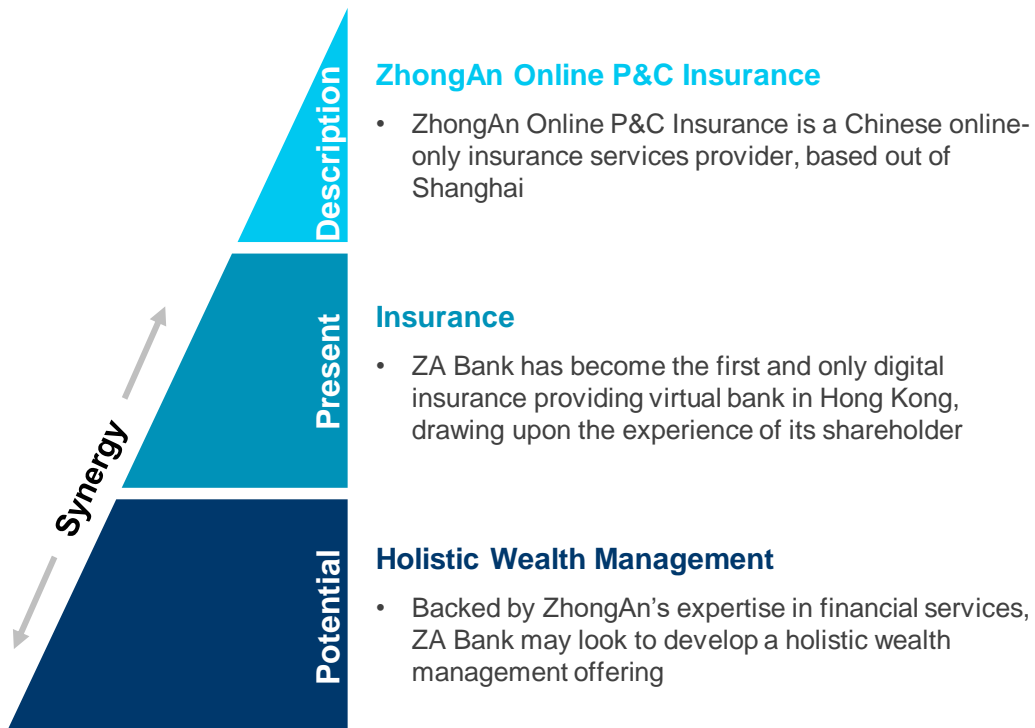 Description
ZhongAn Online P&C Insurance
• ZhongAn Online P&C Insurance is a Chinese online-
only insurance services provider, based out of
Shanghai
Synergy
Present
Insurance
• ZA Bank has become the first and only digital
insurance providing virtual bank in Hong Kong,
drawing upon the experience of its shareholder
Potential
Holistic Wealth Management
• Backed by ZhongAn’s expertise in financial services,
ZA Bank may look to develop a holistic wealth
management offering